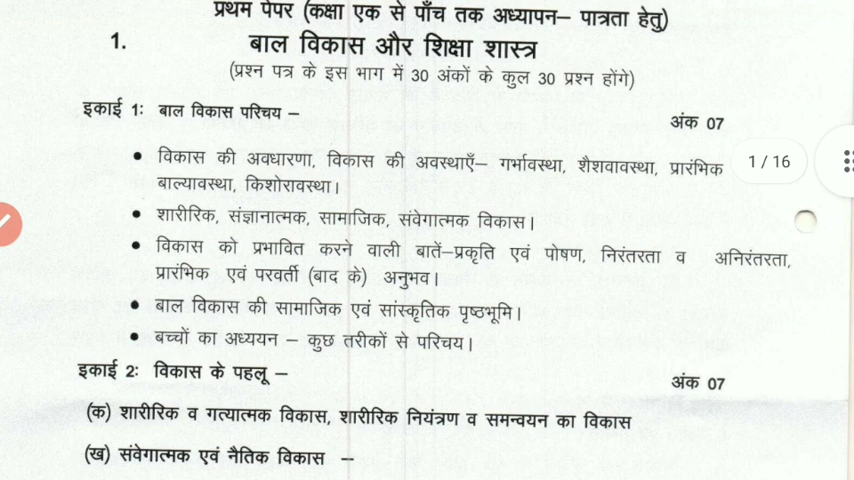 प्रथम पेपर (कक्षा एक से पाँच तक अध्यापन– पात्रता हेतु)
1. बाल विकास और शिक्षा शास्त्र
(प्रश्न पत्र के इस भाग में 30 अंकों के कुल 30 प्रश्न होंगे)
इकाई 1: बाल विकास परिचय – अंक 07
• विकास की अवधारणा, विकास की अवस्थाएँ– गर्भावस्था, शैशवावस्था, प्रारंभिक
बाल्यावस्था, किशोरावस्था।
1 / 16
• शारीरिक, संज्ञानात्मक, सामाजिक, संवेगात्मक विकास।
• विकास को प्रभावित करने वाली बातें–प्रकृति एवं पोषण, निरंतरता व अनिरंतरता,
प्रारंभिक एवं परवर्ती (बाद के) अनुभव।
• बाल विकास की सामाजिक एवं सांस्कृतिक पृष्ठभूमि।
• बच्चों का अध्ययन – कुछ तरीकों से परिचय।
इकाई 2: विकास के पहलू – अंक 07
(क) शारीरिक व गत्यात्मक विकास, शारीरिक नियंत्रण व समन्वयन का विकास
(ख) संवेगात्मक एवं नैतिक विकास –